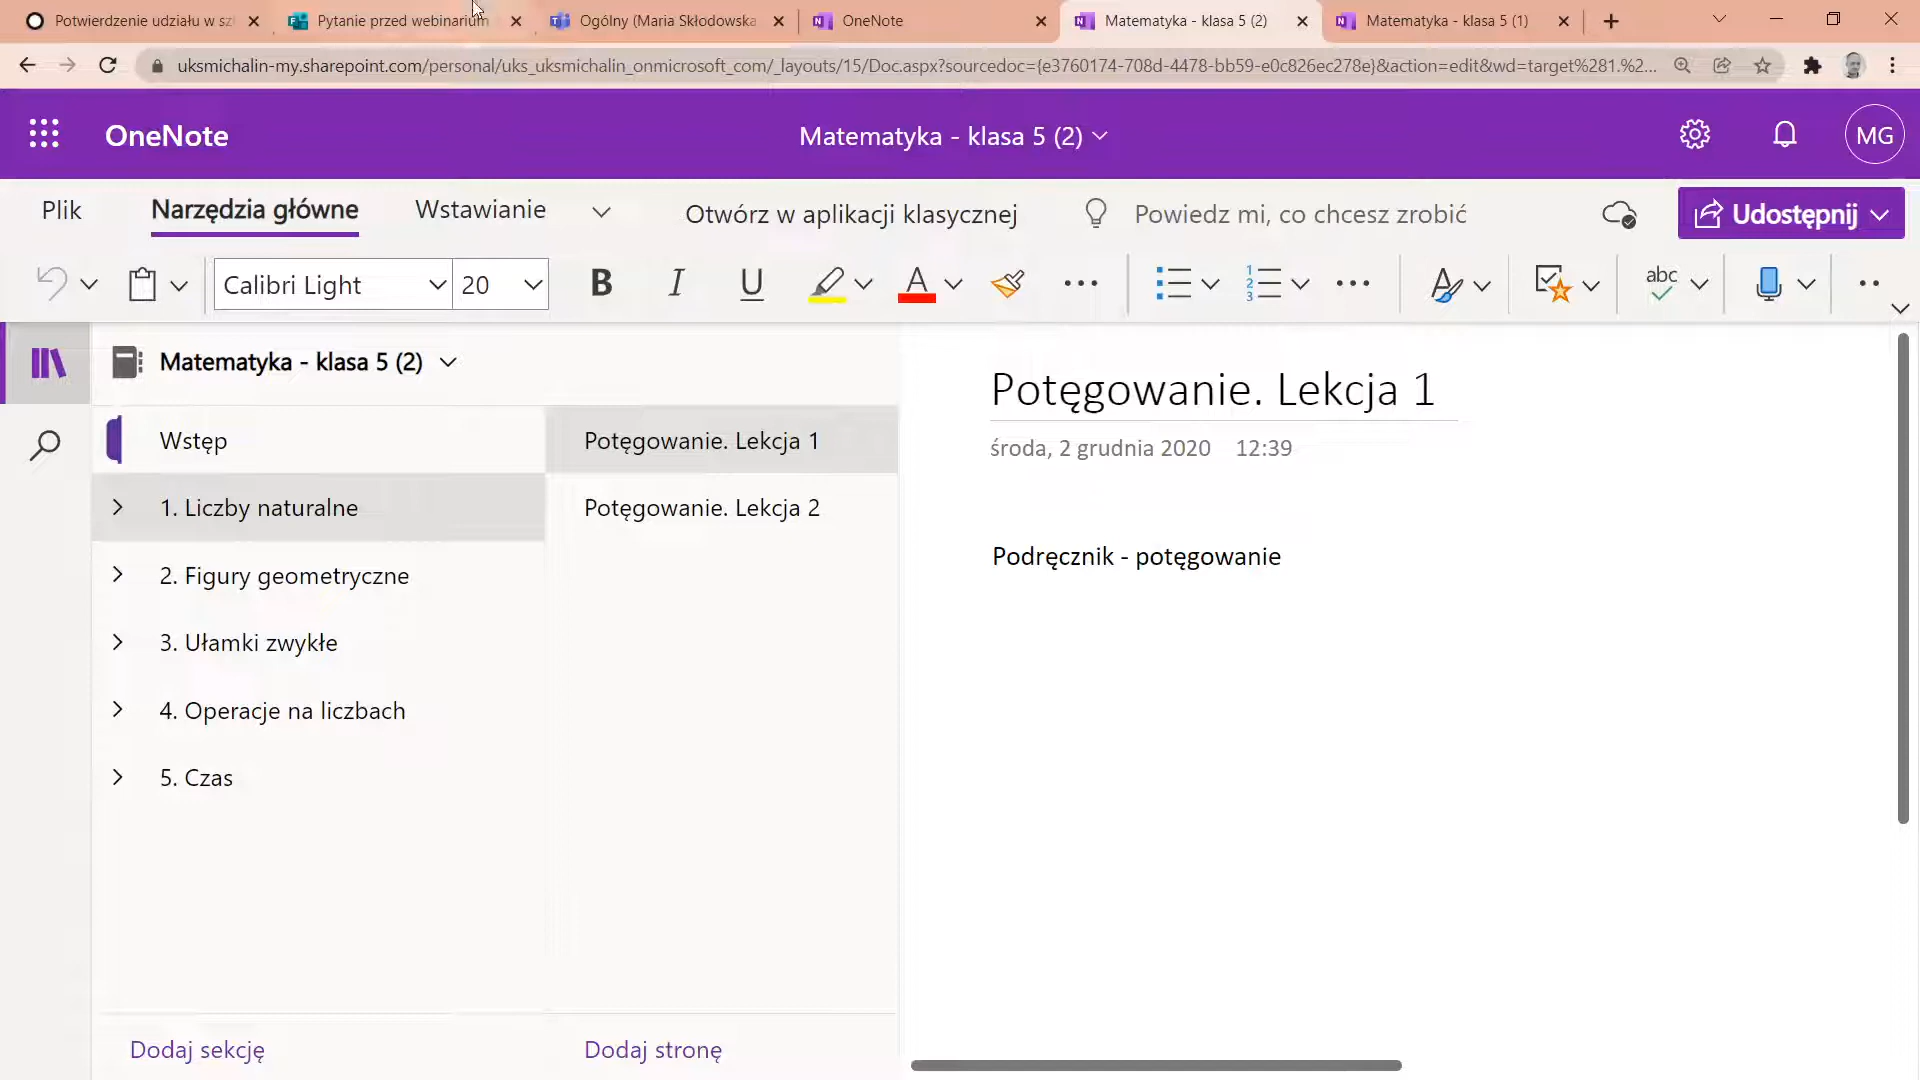 Potwierdzenie udziału w sz
Pytanie przed webinarium
Ogólny (Maria Skłodowska
OneNote
Matematyka - klasa 5 (2)
Matematyka - klasa 5 (1)
uksmichalin-my.sharepoint.com/personal/uks_uksmichalin_onmicrosoft_com/_layouts/15/Doc.aspx?sourcedoc={e3760174-708d-4478-bb59-e0c826ec278e}&action=edit&wd=target%281.%2...
OneNote
Matematyka - klasa 5 (2)
MG
Plik
Narzędzia główne
Wstawianie
Otwórz w aplikacji klasycznej
Powiedz mi, co chcesz zrobić
Udostępnij
Calibri Light
20
B
I
U
A
1
2
3
abc
Matematyka - klasa 5 (2)
Wstęp
1. Liczby naturalne
2. Figury geometryczne
3. Ułamki zwykłe
4. Operacje na liczbach
5. Czas
Dodaj sekcję
Potęgowanie. Lekcja 1
Potęgowanie. Lekcja 2
Dodaj stronę
Potęgowanie. Lekcja 1
środa, 2 grudnia 2020 12:39
Podręcznik - potęgowanie